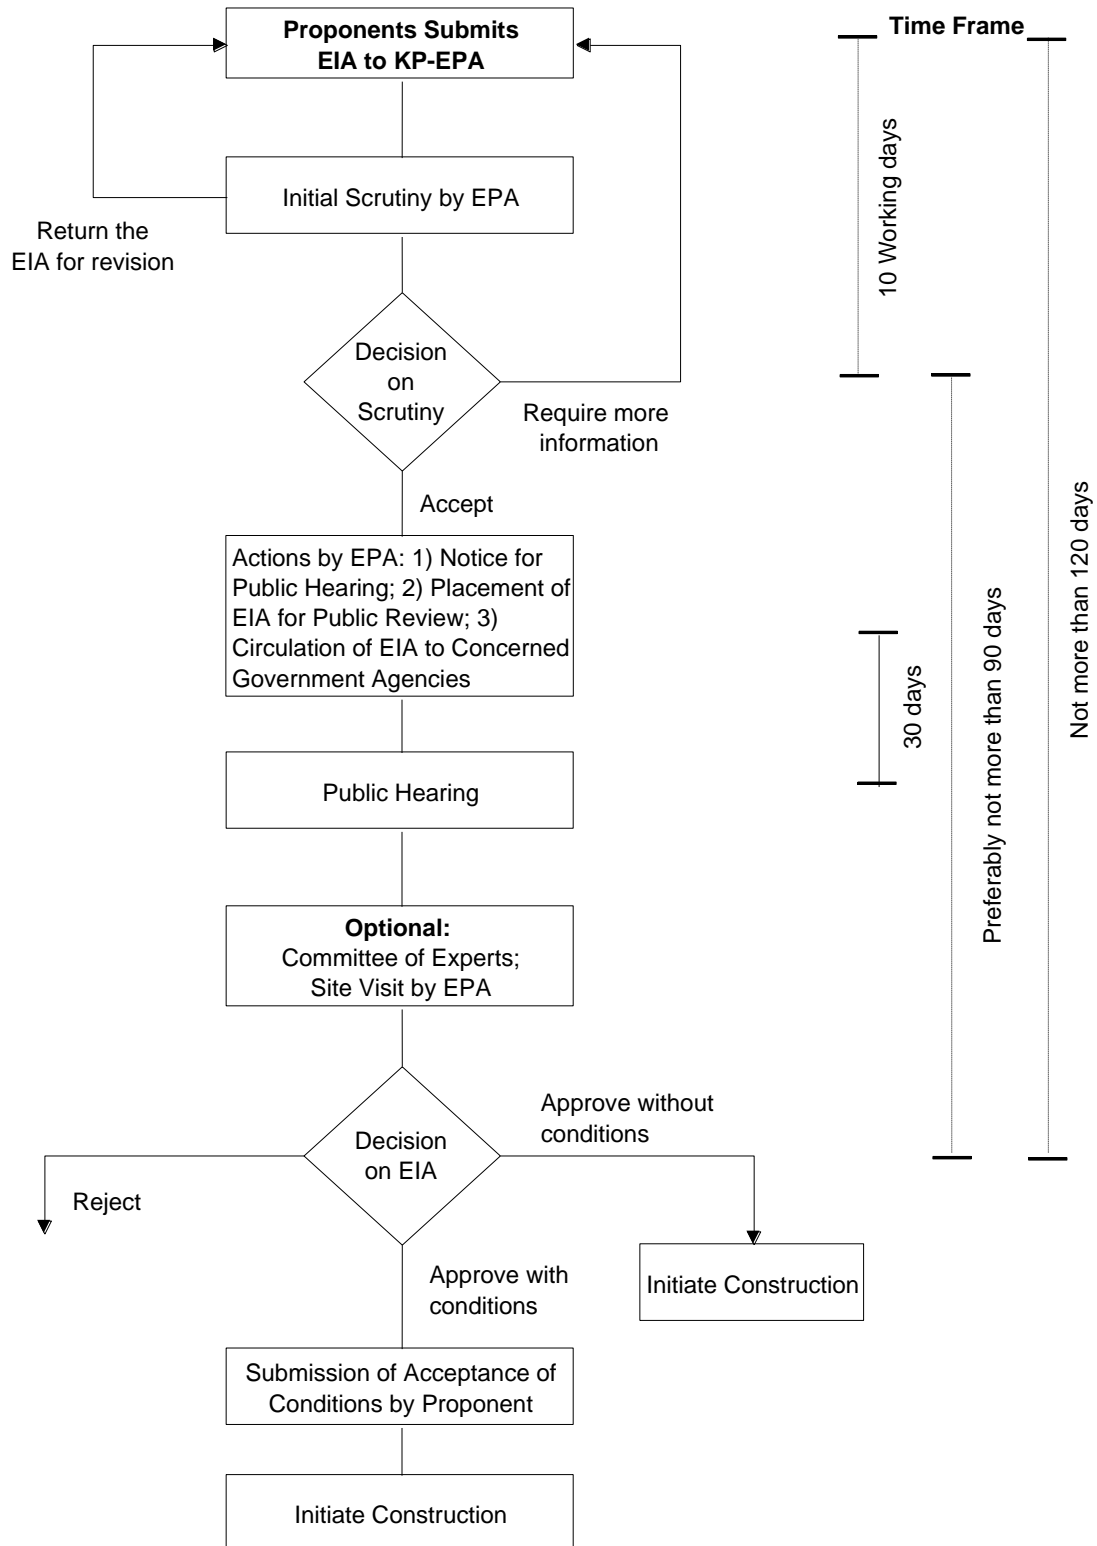 Proponents Submits
EIA to KP-EPA
Time Frame
Initial Scrutiny by EPA
Return the
EIA for revision
10 Working days
Decision
on
Scrutiny
Require more
information
Accept
Actions by EPA: 1) Notice for
Public Hearing; 2) Placement of
EIA for Public Review; 3)
Circulation of EIA to Concerned
Government Agencies
30 days
Preferably not more than 90 days
Not more than 120 days
Public Hearing
Optional:
Committee of Experts;
Site Visit by EPA
Approve without
conditions
Decision
on EIA
Reject
Initiate Construction
Approve with
conditions
Submission of Acceptance of
Conditions by Proponent
Initiate Construction